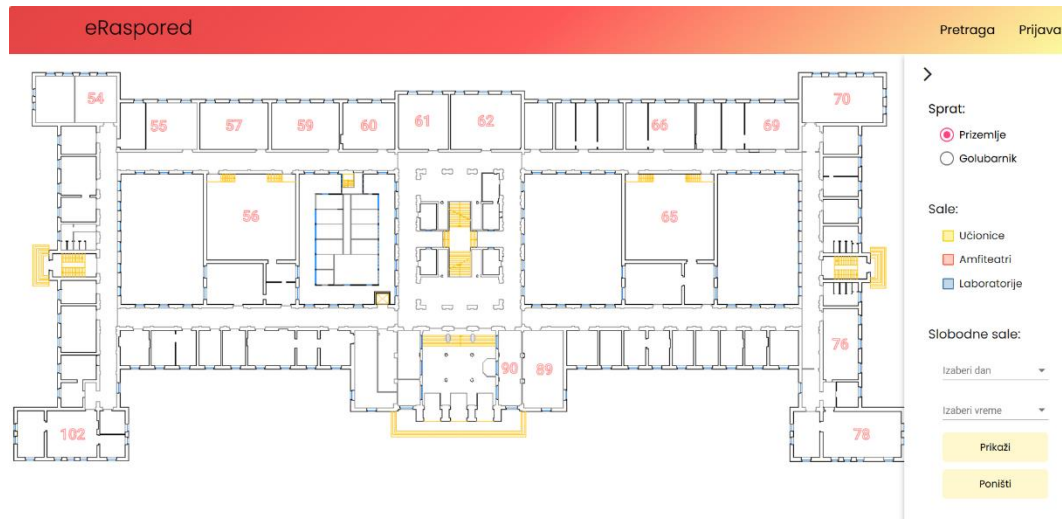 eRaspored
Pretraga Prijava
54
55
57
59
60
61
62
66
69
70
56
65
76
90
89
102
78
Sprat:
Prizemlje
Golubarnik
Sale:
Učionice
Amfiteatri
Laboratorije
Slobodne sale:
Izaberi dan
Izaberi vreme
Prikaži
Poništi